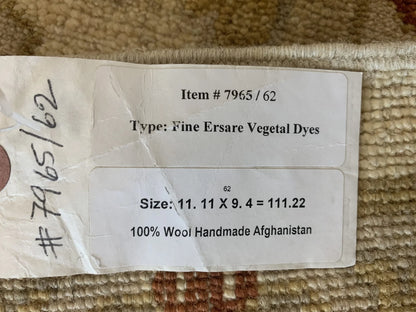 #7965/62
Item # 7965 / 62
Type: Fine Ersare Vegetal Dyes
62
Size: 11. 11 X 9. 4 = 111.22
100% Wool Handmade Afghanistan